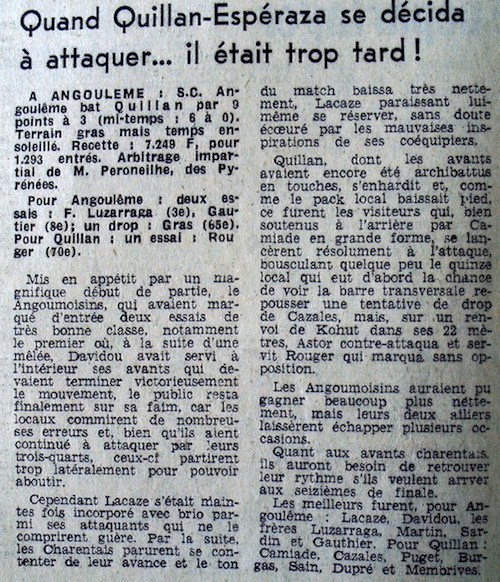 Quand Quillan-Espéraza se décida
à attaquer... il était trop tard !
A ANGOULEME : S.C. An-
goulême bat Quillan par 9
points à 3 (mi-temps : 6 à 0).
Terrain gras mais temps en-
soleillé. Recette : 7.249 F, pour
1.293 entrés. Arbitrage impar-
tial de M. Peroneilhe, des Py-
rénées.
Pour Angoulême : deux es-
sais : F. Luzarraga (3e), Gau-
tier (8e); un drop : Gras (65e).
Pour Quillan : un essai : Rou
ger (70e).
Mis en appétit par un ma-
gnifique début de partie, le
Angoumoisins, qui avaient mar-
qué d'entrée deux essais de
très bonne classe, notamment
le premier où, à la suite d'une
mêlée, Davidou avait servi à
l'intérieur ses avants qui de-
vaient terminer victorieusement
le mouvement, le public resta
finalement sur sa faim, car les
locaux commirent de nombreu-
ses erreurs et, bien qu'ils aient
continué à attaquer par leurs
trois-quarts, ceux-ci partirent
trop latéralement pour pouvoir
aboutir.
Cependant Lacaze s'était main-
tes fois incorporé avec brio par-
mi ses attaquants qui ne le
comprirent guère. Par la suite,
les Charentais parurent se con-
tenter de leur avance et le ton
du match baissa très nette-
ment, Lacaze paraissant lui-
même se réserver, sans doute
écœuré par les mauvaises ins-
pirations de ses coéquipiers.
Quillan, dont les avants
avaient encore été archibattus
en touches, s'enhardit et, com-
me le pack local baissait pied,
ce furent les visiteurs qui, bien
soutenus à l'arrière par Ca-
miade en grande forme, se lan-
cèrent résolument à l'attaque,
bousculant quelque peu le quinze
local qui eut d'abord la chance
de voir la barre transversale re-
pousser une tentative de drop
de Cazales, mais, sur un ren-
voi de Kohut dans ses 22 mè-
tres, Astor contre-attaqua et ser-
vit Rouger qui marqua sans op-
position.
Les Angoumoisins auraient pu
gagner beaucoup plus nette-
ment, mais leurs deux ailiers
laissèrent échapper plusieurs oc-
casions.
Quant aux avants charentais,
ils auront besoin de retrouver
leur rythme s'ils veulent arriver
aux seizièmes de finale.
Les meilleurs furent, pour An-
goulême : Lacaze, Davidou, les
frères Luzarraga, Martin, Sar-
din et Gauthier. Pour Quillan :
Camiade, Cazales, Puget, Bur-
gas, Sain, Dupré et Membrives.